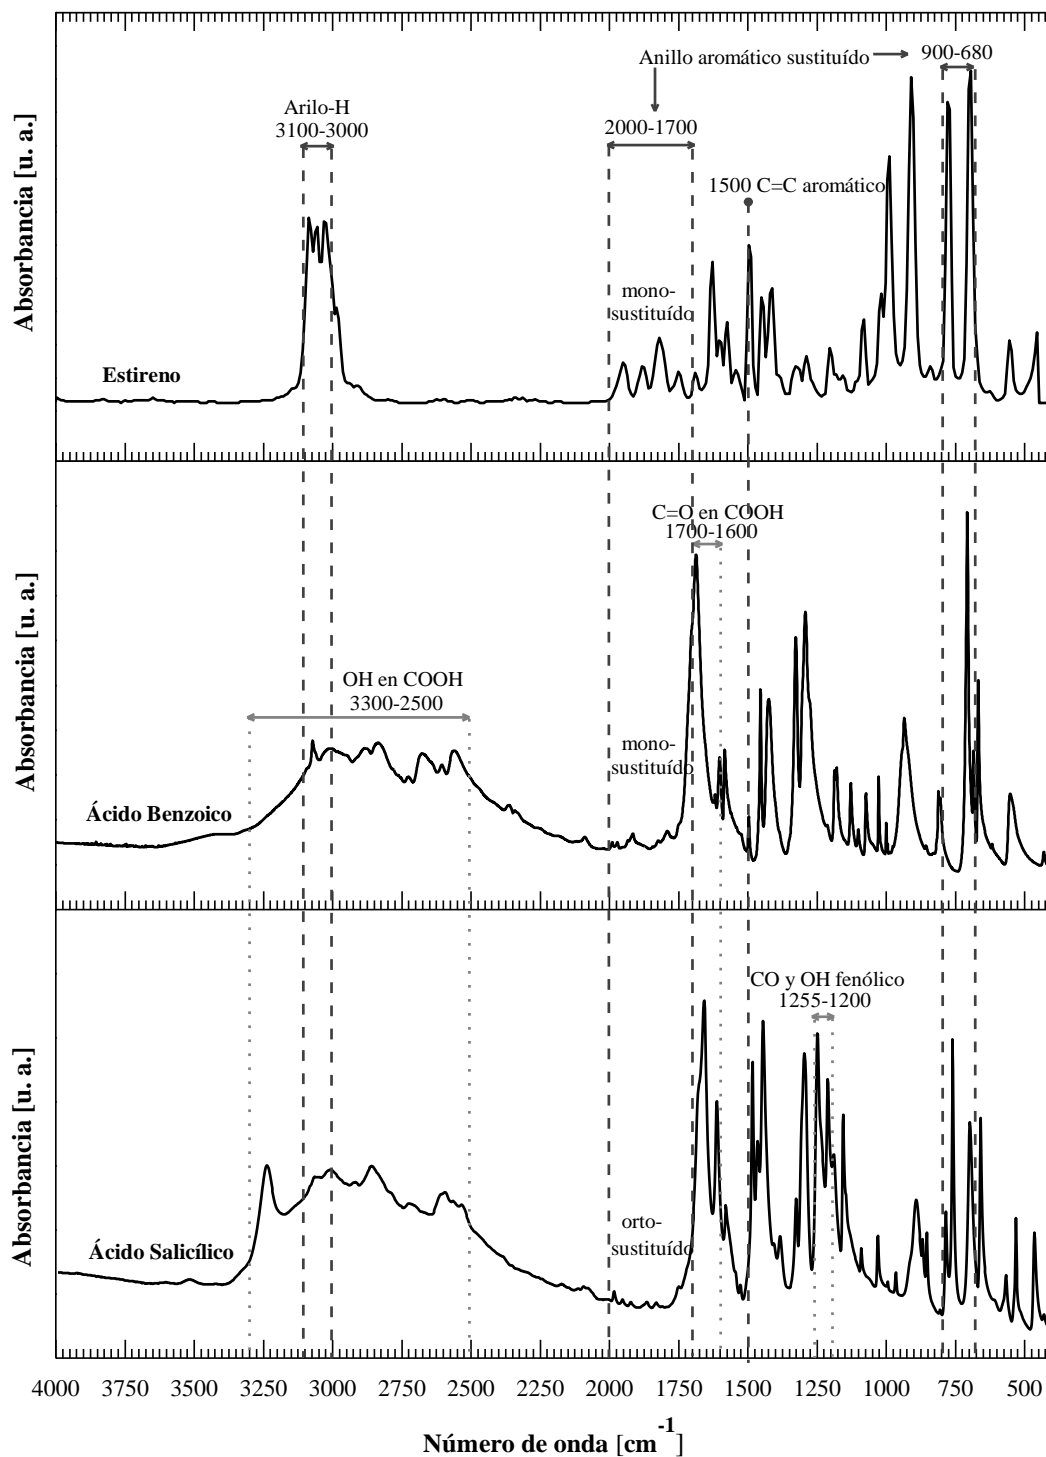 Anillo aromático sustituído
900-680
Arilo-H
3100-3000
2000-1700
1500 C=C aromático
mono-
sustituído
Estireno
Absorbancia [u. a.]
C=O en COOH
1700-1600
OH en COOH
3300-2500
mono-
sustituído
Ácido Benzoico
Absorbancia [u. a.]
CO y OH fenólico
1255-1200
orto-
sustituído
Ácido Salicílico
Absorbancia [u. a.]
4000 3750 3500 3250 3000 2750 2500 2250 2000 1750 1500 1250 1000 750 500
Número de onda [cm-1]